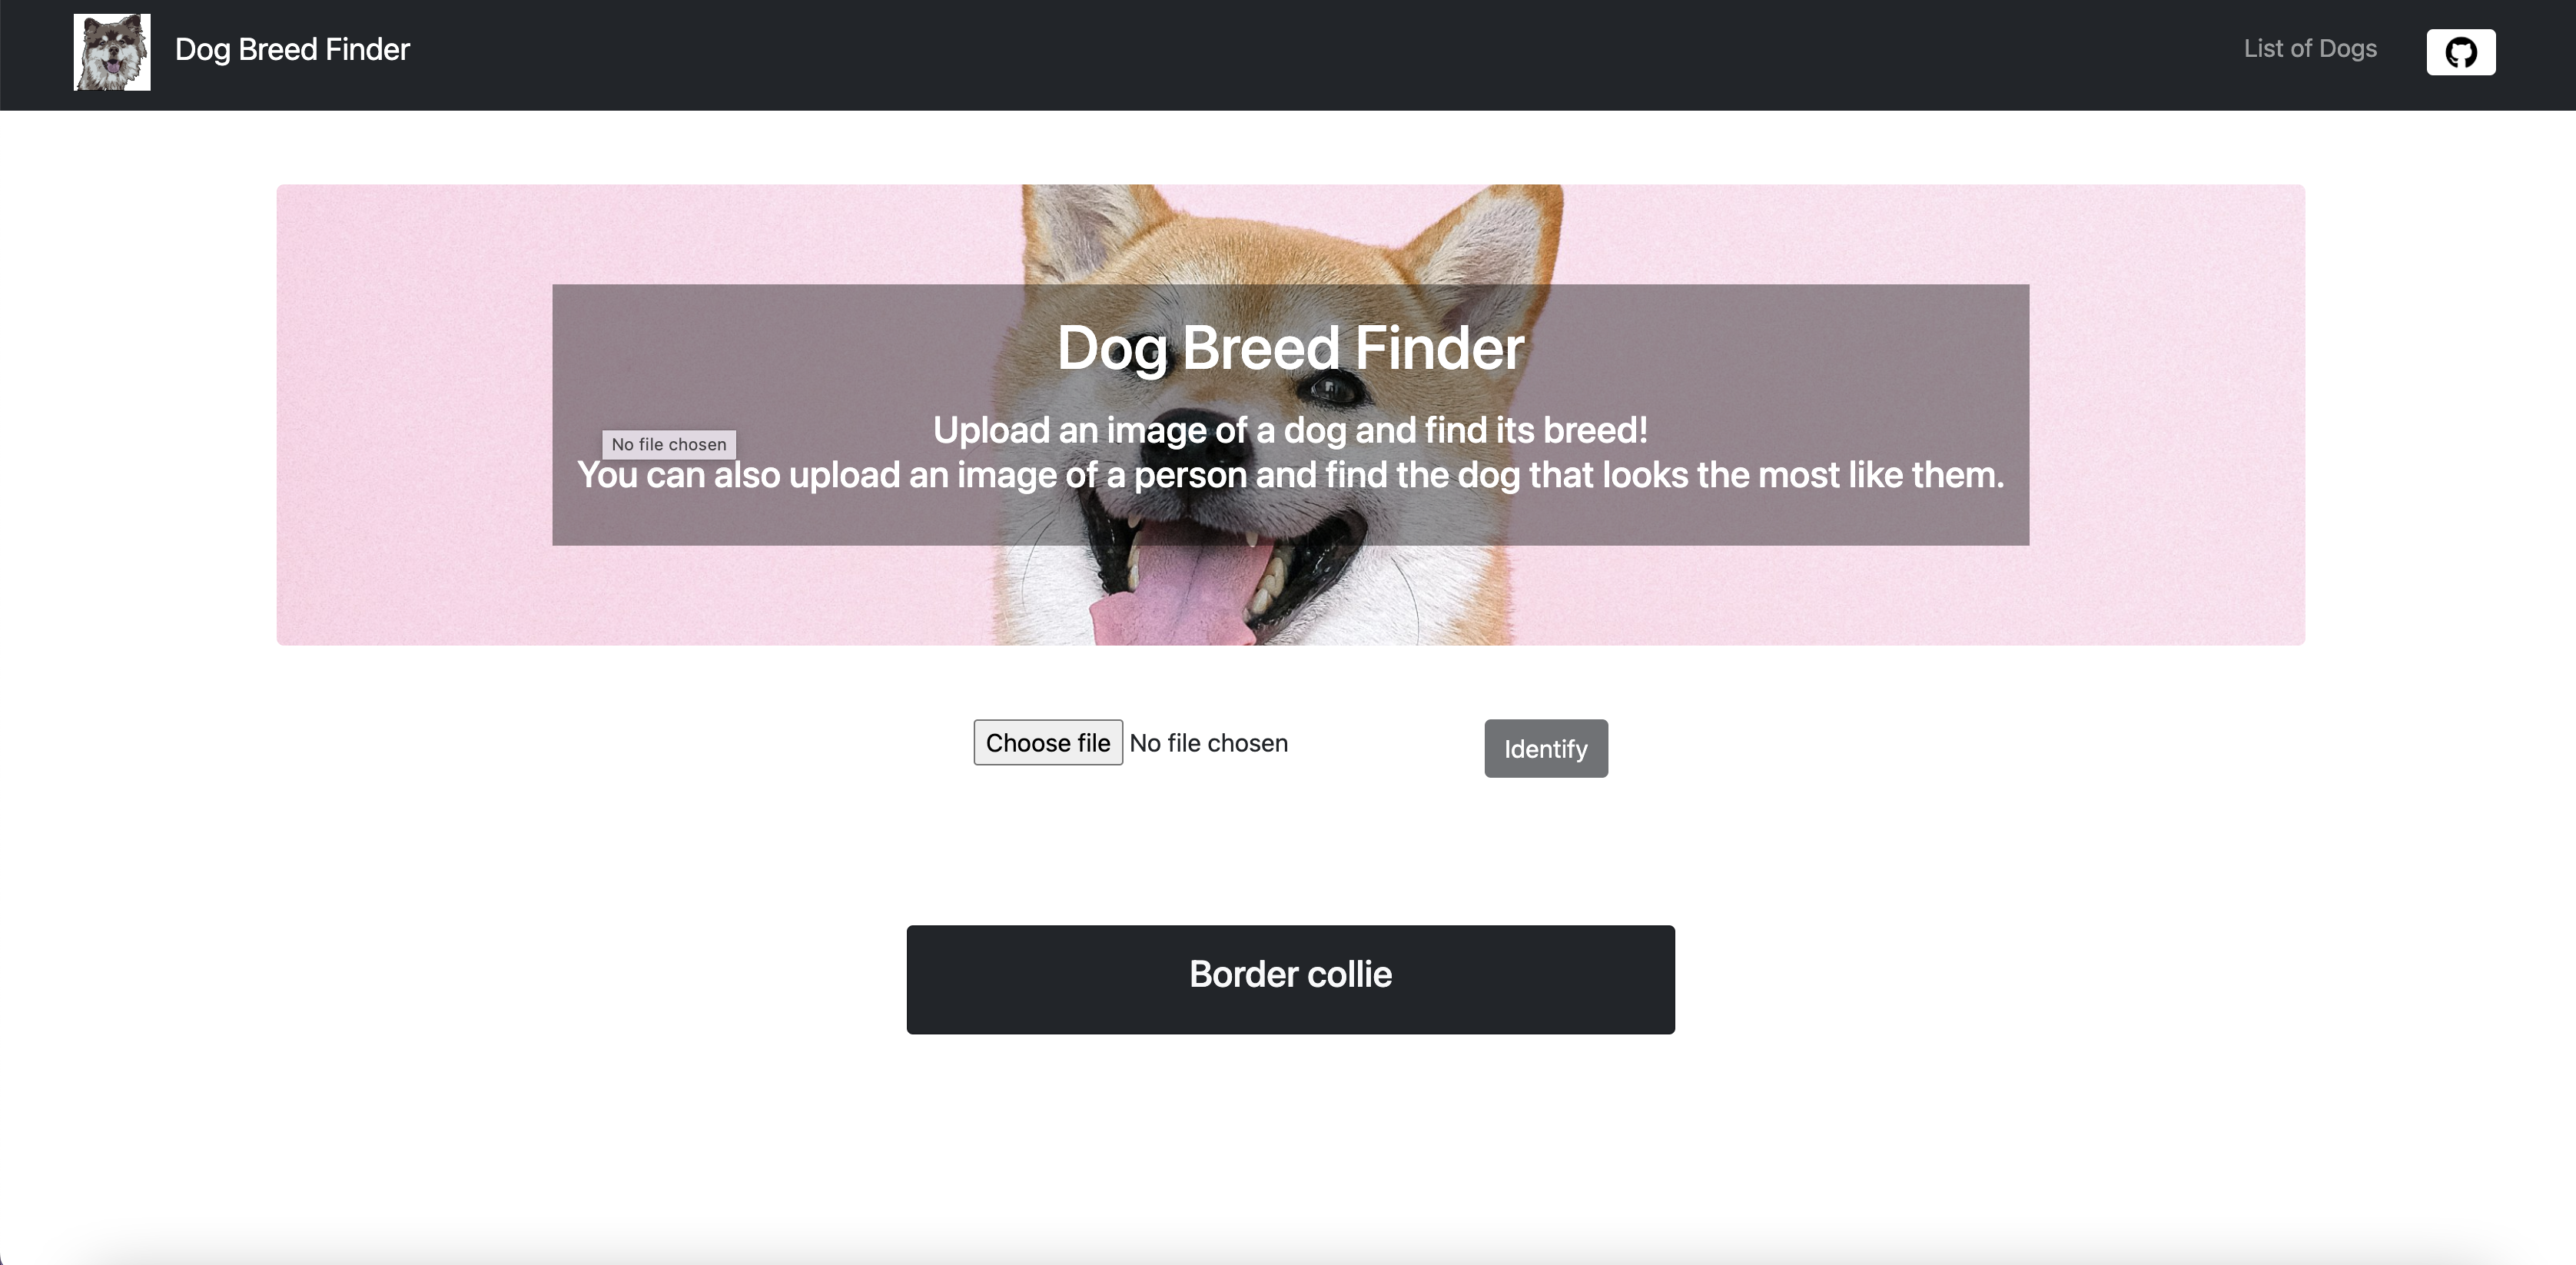 Dog Breed Finder
List of Dogs
Dog Breed Finder
Upload an image of a dog and find its breed!
No file chosen
You can also upload an image of a person and find the dog that looks the most like them.
Choose file No file chosen
Identify
Border collie